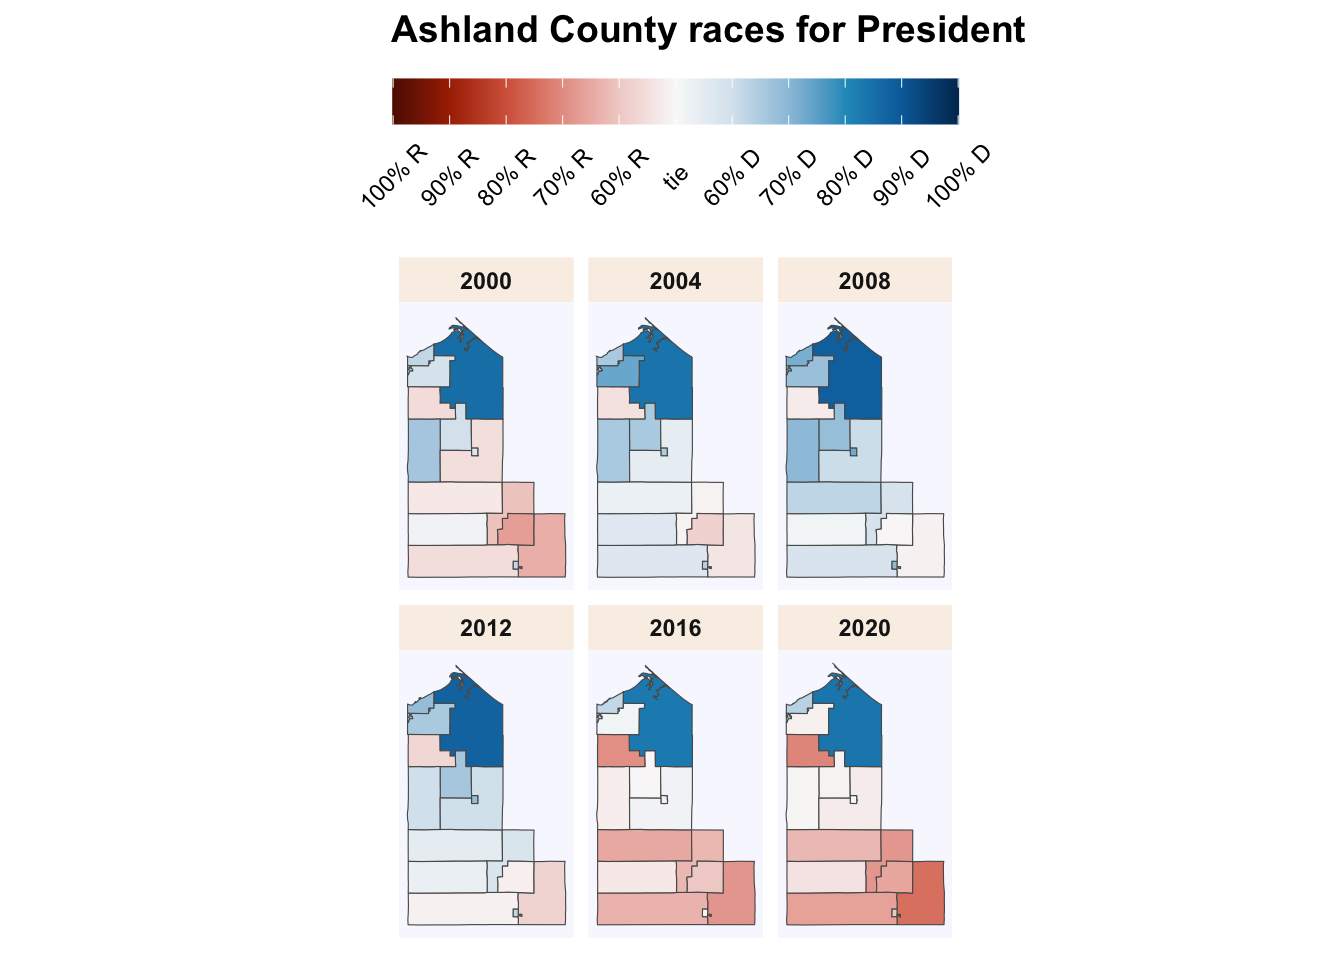 Ashland County races for President
100% R 90% R 80% R 70% R 60% R tie 60% D 70% D 80% D 90% D 100% D
2000 2004 2008
2012 2016 2020